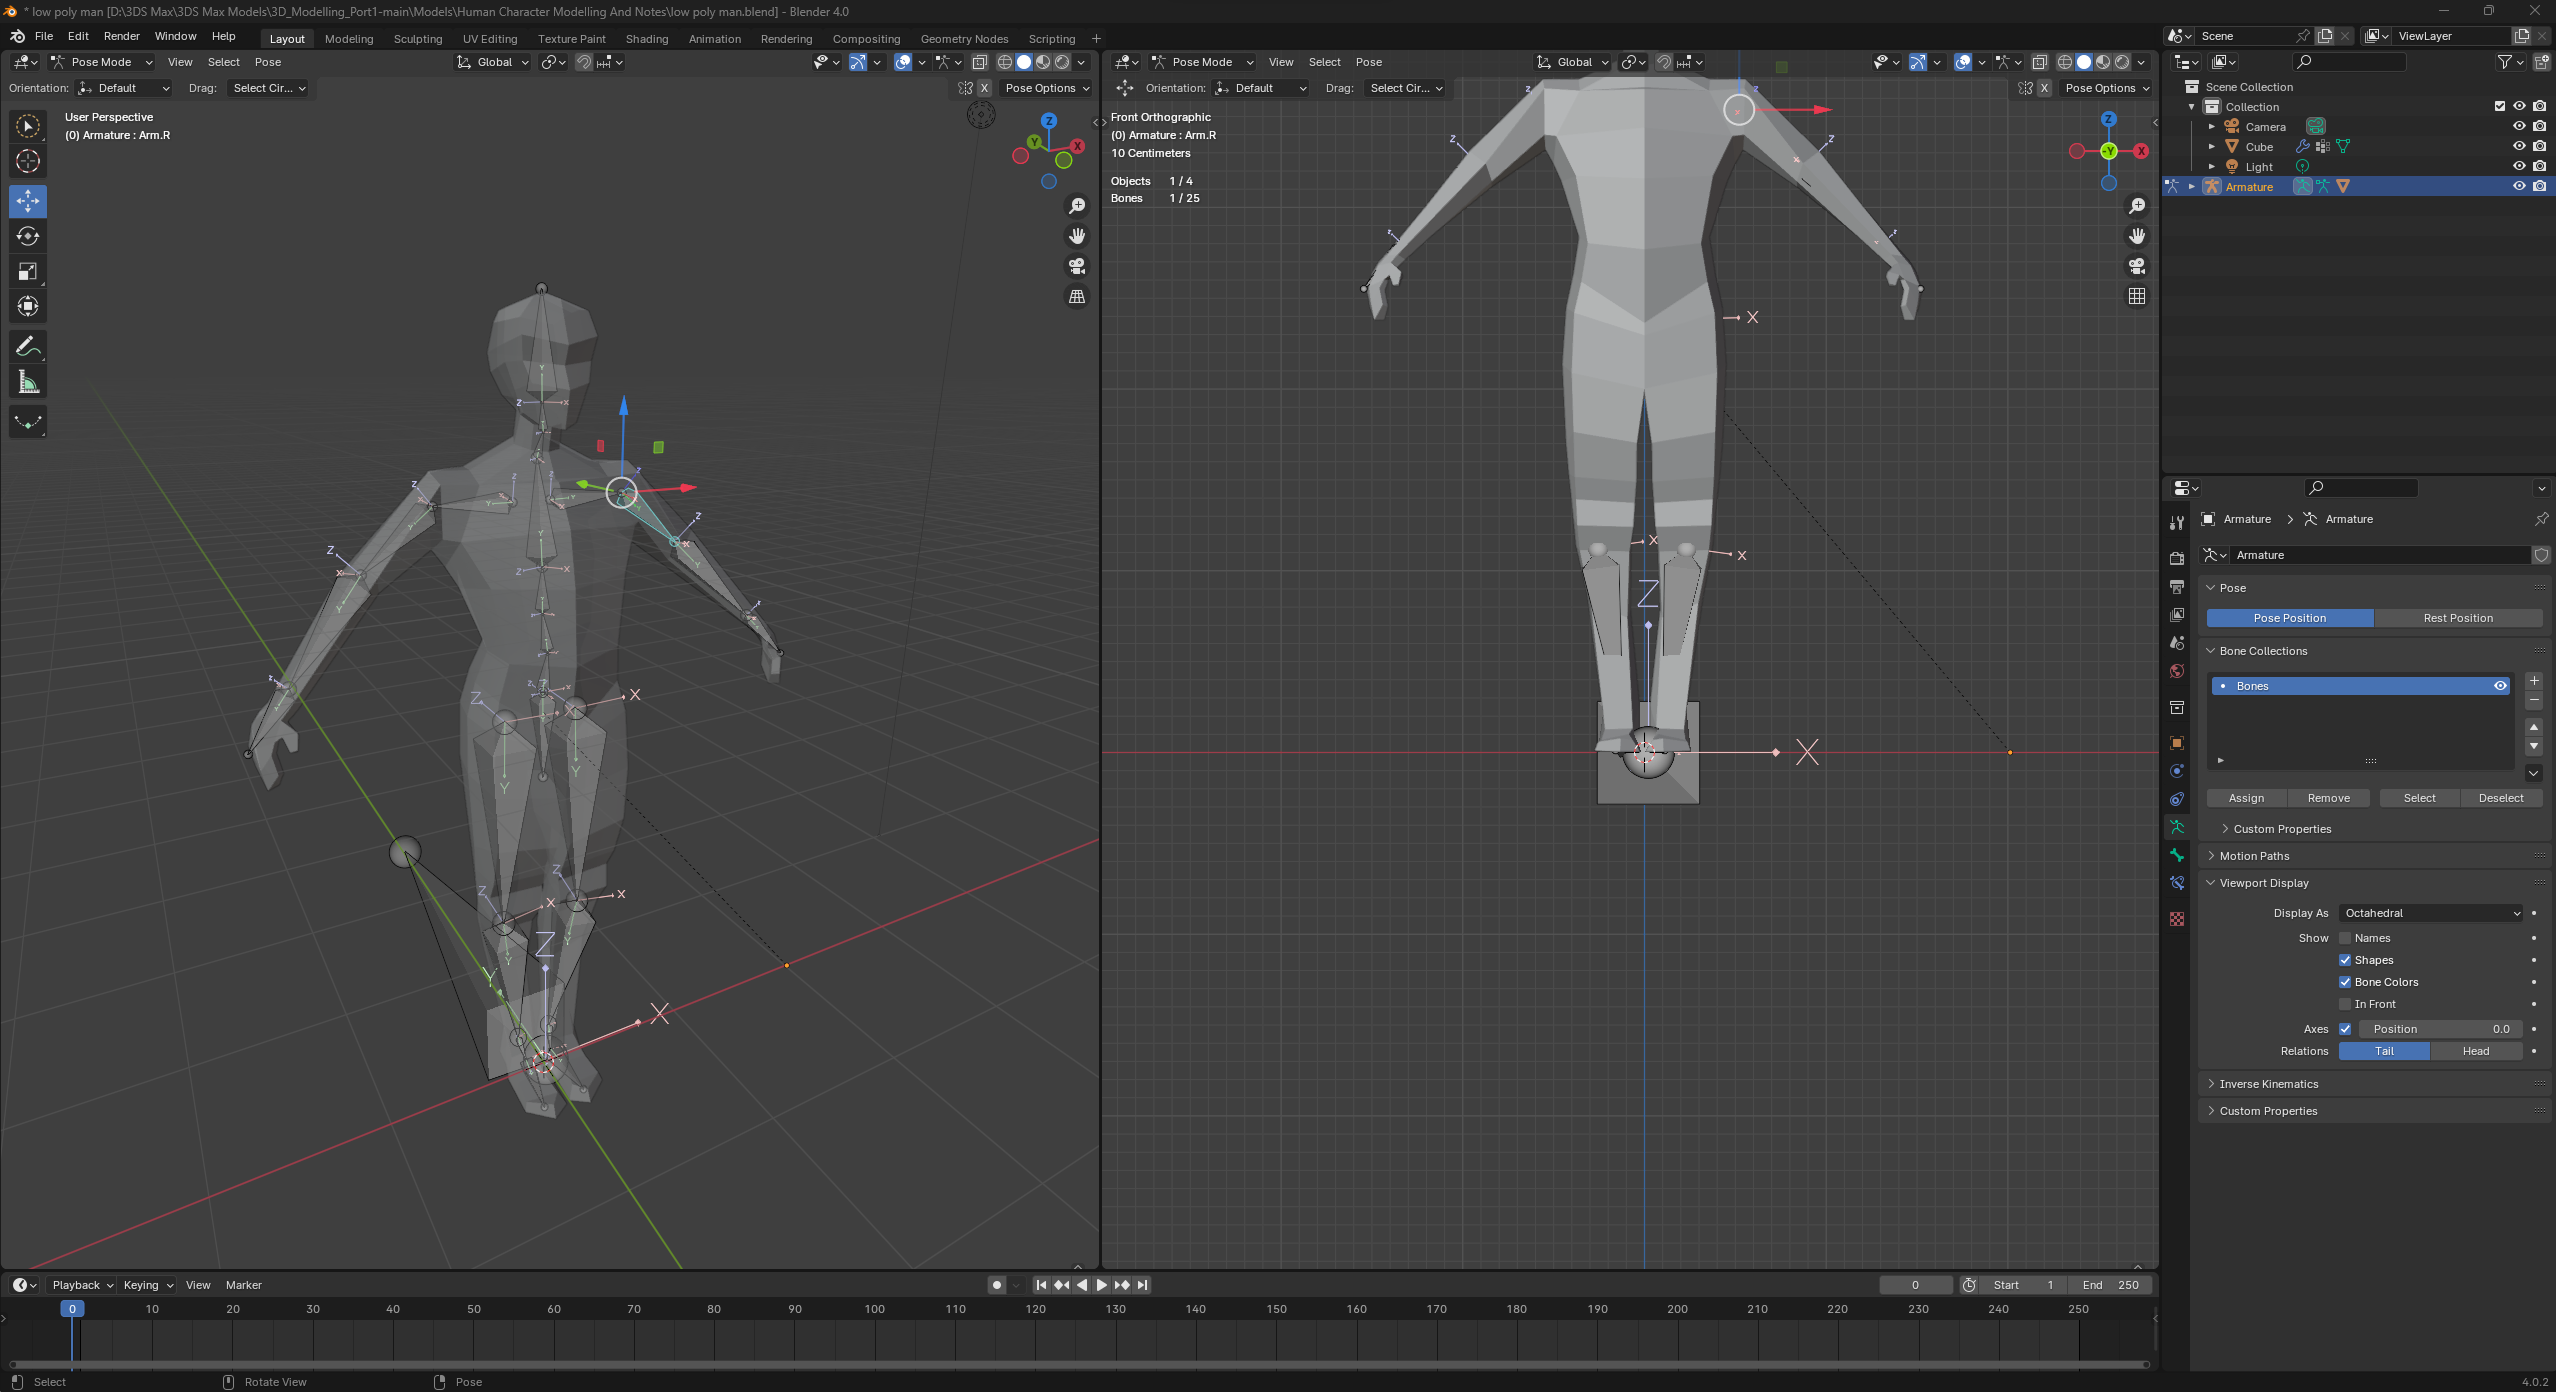 * low poly man [D:\3DS Max\3DS Max Models\3D_Modelling_Port1-main\Models\Human Character Modelling And Notes\low poly man.blend] - Blender 4.0
File Edit Render Window Help Layout Modeling Sculpting UV Editing Texture Paint Shading Animation Rendering Compositing Geometry Nodes Scripting + Scene ViewLayer
Pose Mode View Select Pose Global
Pose Mode View Select Pose Global
Orientation: Default Drag: Select Cir... X Pose Options
Orientation: Default Drag: Select Cir... X Pose Options
User Perspective
(0) Armature : Arm.R
Z
Y
X
Front Orthographic
(0) Armature : Arm.R
10 Centimeters
Objects 1 / 4
Bones 1 / 25
Z
-Y
X
Scene Collection
Collection
Camera
Cube
Light
Armature
Armature > Armature
Armature
Pose
Pose Position Rest Position
Bone Collections
Bones
Assign Remove Select Deselect
Custom Properties
Motion Paths
Viewport Display
Display As Octahedral
Show Names
Shapes
Bone Colors
In Front
Axes Position 0.0
Relations Tail Head
Inverse Kinematics
Custom Properties
Playback Keying View Marker 0 Start 1 End 250
0 10 20 30 40 50 60 70 80 90 100 110 120 130 140 150 160 170 180 190 200 210 220 230 240 250
Select Rotate View Pose 4.0.2